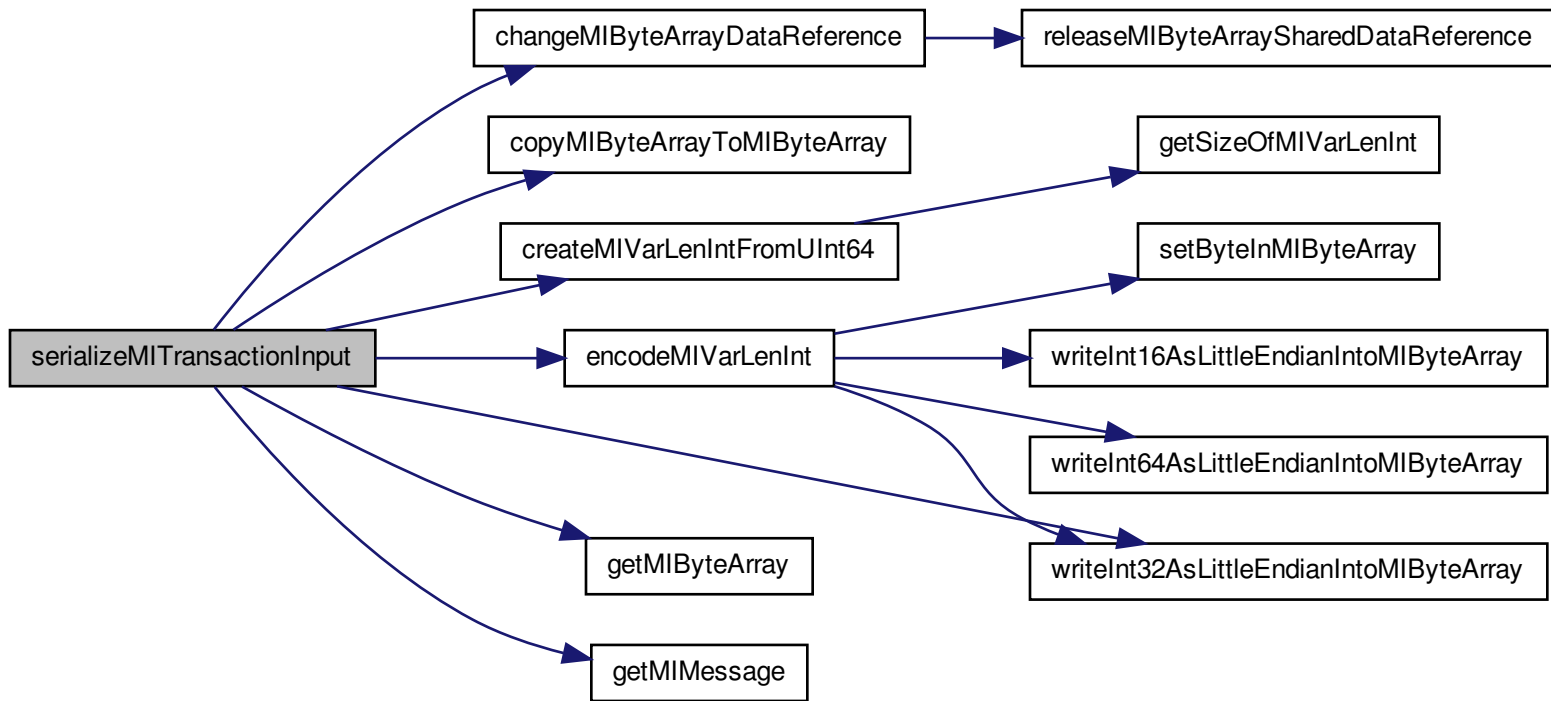 changeMIByteArrayDataReference
releaseMIByteArraySharedDataReference
copyMIByteArrayToMIByteArray
getSizeOfMIVarLenInt
createMIVarLenIntFromUInt64
setByteInMIByteArray
serializeMITransactionInput
encodeMIVarLenInt
writeInt16AsLittleEndianIntoMIByteArray
writeInt64AsLittleEndianIntoMIByteArray
getMIByteArray
writeInt32AsLittleEndianIntoMIByteArray
getMIMessage